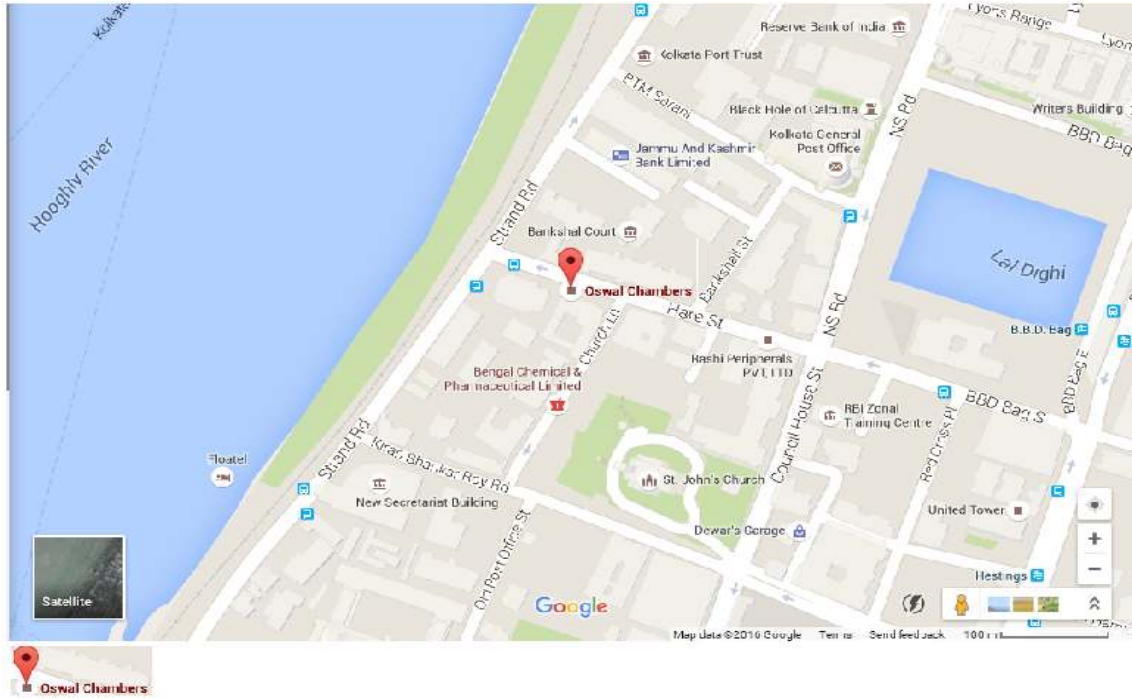 Lyons Range
Reserve Bank of India
Kolkata Port Trust
Hooghly River
PTM Sarani
Black Hole of Calcutta
NS Rd
Writers Building
BBD Bag
Kolkata General
Post Office
Jammu And Kashmir
Bank Limited
Strand Rd
Bankshal Court
Bankshall St
Lal Dighi
Oswal Chambers
Hare St
NS Rd
B.B.D. Bag
Church Ln
Rashi Peripherals
PVT. LTD
BBD Bag E
Bengal Chemical &
Pharmaceutical Limited
BBD Bag S
RBI Zonal
Training Centre
Council House St
Red Cross Pl
Strand Rd
Kiran Shankar Roy Rd
Floatel
St. John's Church
New Secretariat Building
United Tower
Old Post Office St
Dewar's Garage
Hastings
Satellite
Google
Map data ©2016 Google
Terms
Send feedback
100 m
Oswal Chambers